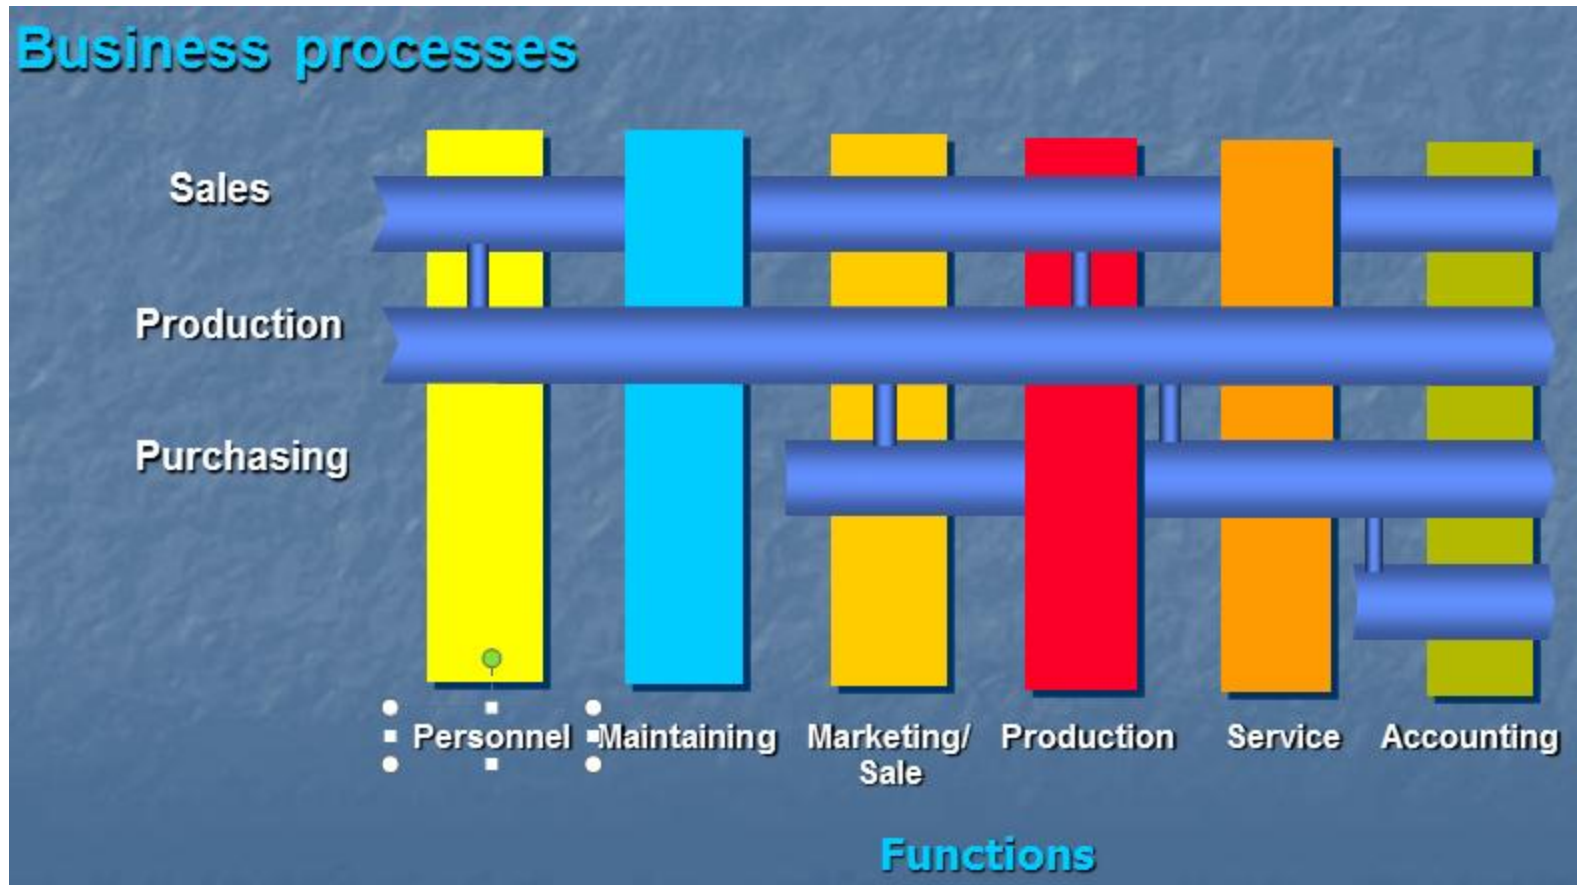 Business processes
Sales
Production
Purchasing
Personnel
Maintaining
Marketing/
Sale
Production
Service
Accounting
Functions